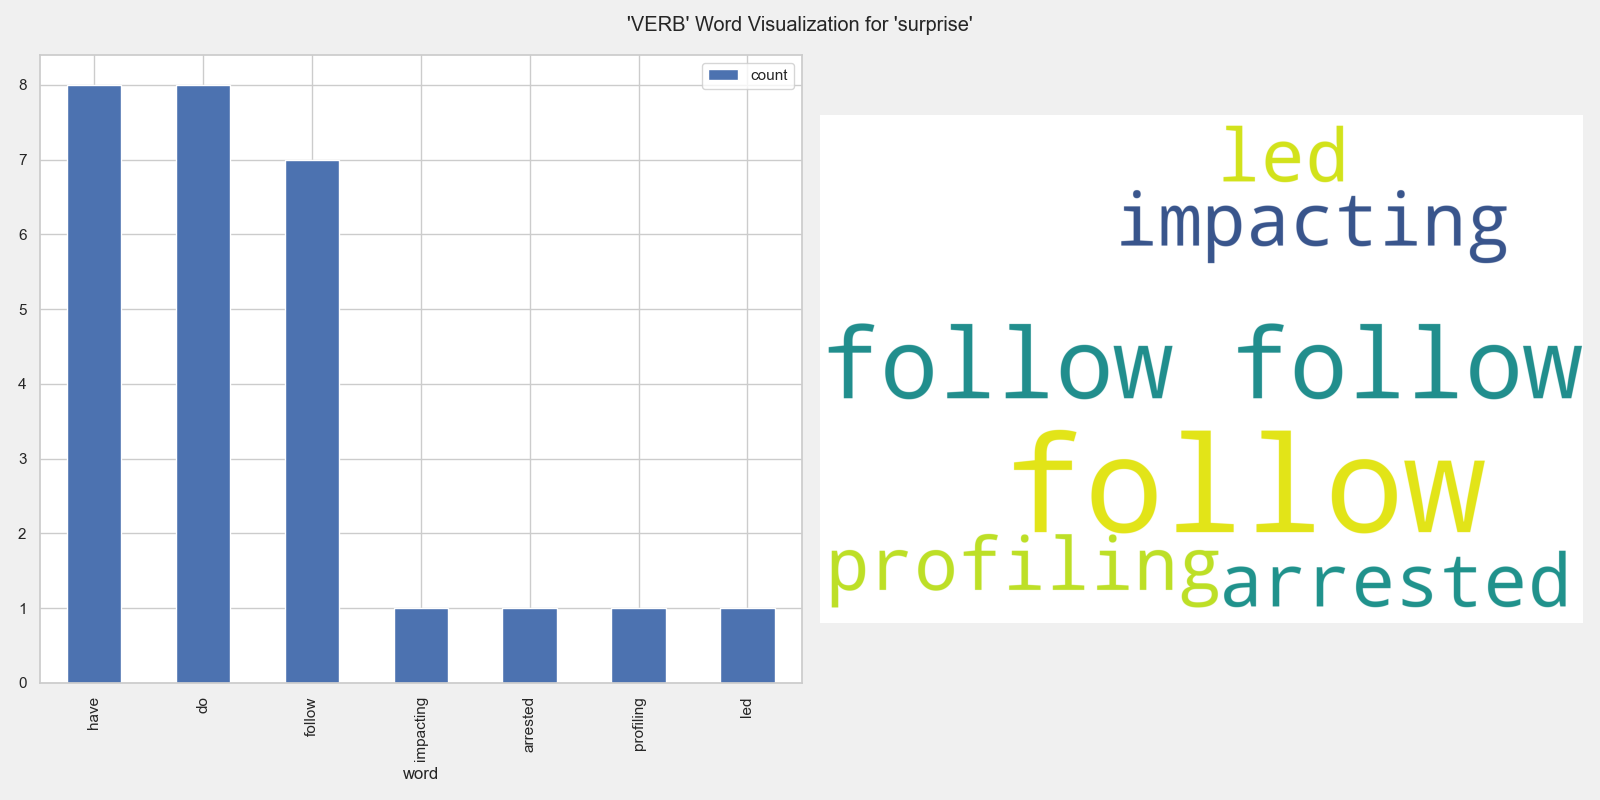 'VERB' Word Visualization for 'surprise'
count
8
7
6
5
4
3
2
1
0
have
do
follow
impacting
arrested
profiling
led
word
led
impacting
follow follow
follow
profiling
arrested